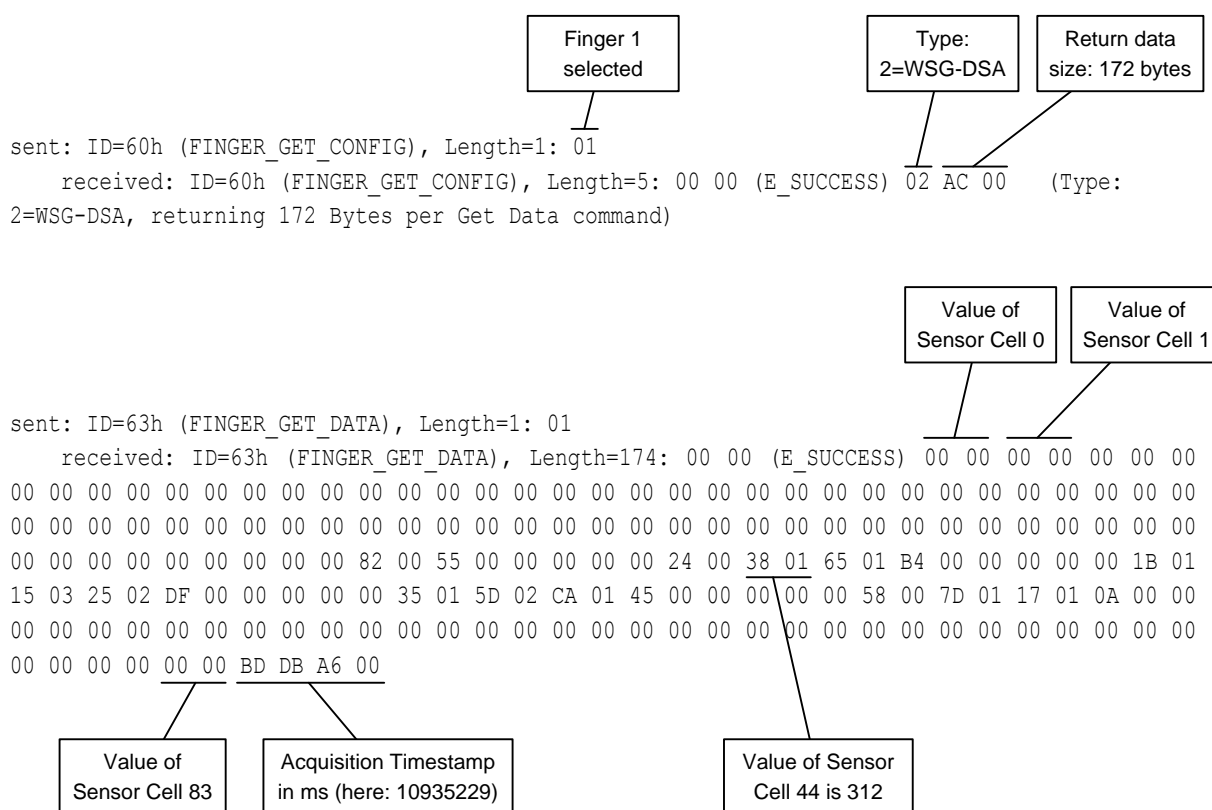 Finger 1
selected
Type:
2=WSG-DSA
Return data
size: 172 bytes
sent: ID=60h (FINGER_GET_CONFIG), Length=1: 01
received: ID=60h (FINGER_GET_CONFIG), Length=5: 00 00 (E_SUCCESS) 02 AC 00 (Type:
2=WSG-DSA, returning 172 Bytes per Get Data command)
Value of
Sensor Cell 0
Value of
Sensor Cell 1
sent: ID=63h (FINGER_GET_DATA), Length=1: 01
received: ID=63h (FINGER_GET_DATA), Length=174: 00 00 (E_SUCCESS) 00 00 00 00 00 00 00
00 00 00 00 00 00 00 00 00 00 00 00 00 00 00 00 00 00 00 00 00 00 00 00 00 00 00 00 00 00 00
00 00 00 00 00 00 00 00 00 00 00 00 00 00 00 00 00 00 00 00 00 00 00 00 00 00 00 00 00 00 00
00 00 00 00 00 00 00 00 00 82 00 55 00 00 00 00 00 24 00 38 01 65 01 B4 00 00 00 00 00 1B 01
15 03 25 02 DF 00 00 00 00 00 35 01 5D 02 CA 01 45 00 00 00 00 00 58 00 7D 01 17 01 0A 00 00
00 00 00 00 00 00 00 00 00 00 00 00 00 00 00 00 00 00 00 00 00 00 00 00 00 00 00 00 00 00 00
00 00 00 00 00 00 BD DB A6 00
Value of
Sensor Cell 83
Acquisition Timestamp
in ms (here: 10935229)
Value of Sensor
Cell 44 is 312